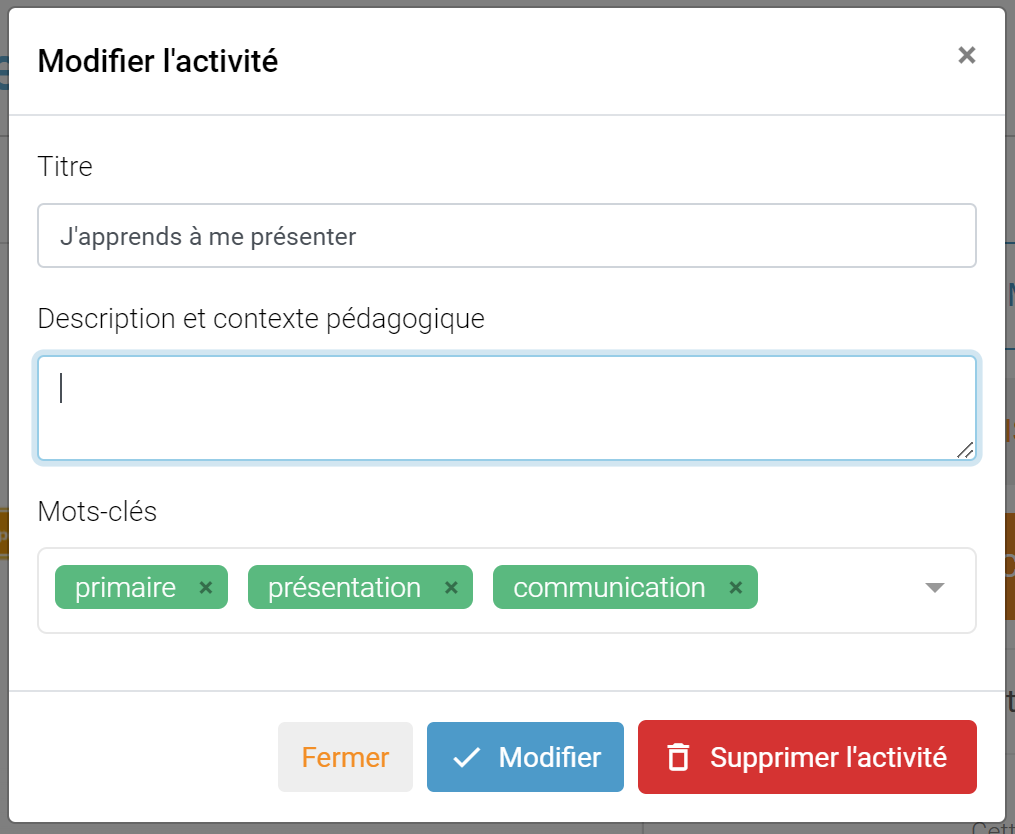 Modifier l'activité ×
Titre
J'apprends à me présenter
Description et contexte pédagogique
Mots-clés
primaire × présentation × communication ×
Fermer Modifier Supprimer l'activité